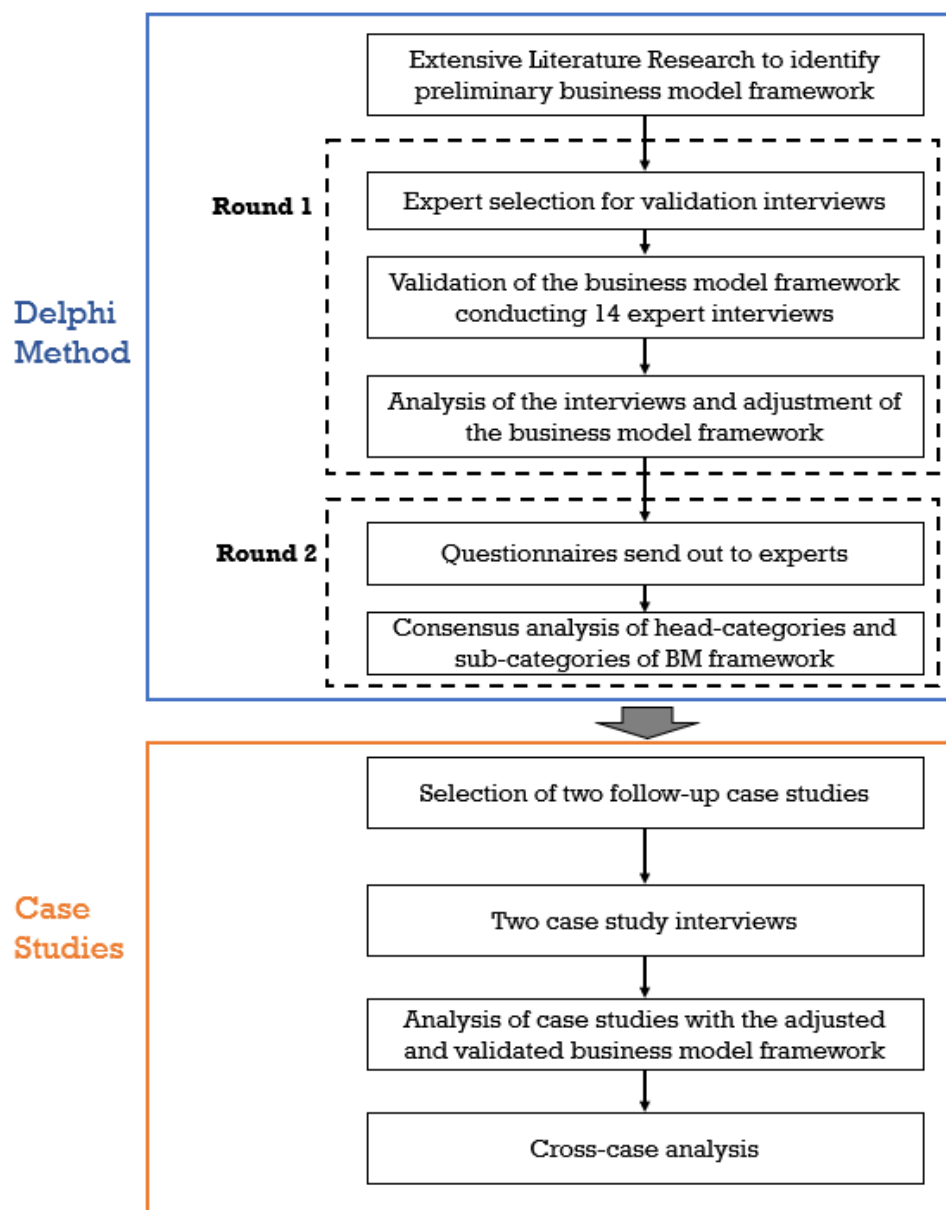 Extensive Literature Research to identify
preliminary business model framework
Round 1
Expert selection for validation interviews
Validation of the business model framework
conducting 14 expert interviews
Delphi
Method
Analysis of the interviews and adjustment of
the business model framework
Round 2
Questionnaires send out to experts
Consensus analysis of head-categories and
sub-categories of BM framework
Selection of two follow-up case studies
Case
Studies
Two case study interviews
Analysis of case studies with the adjusted
and validated business model framework
Cross-case analysis